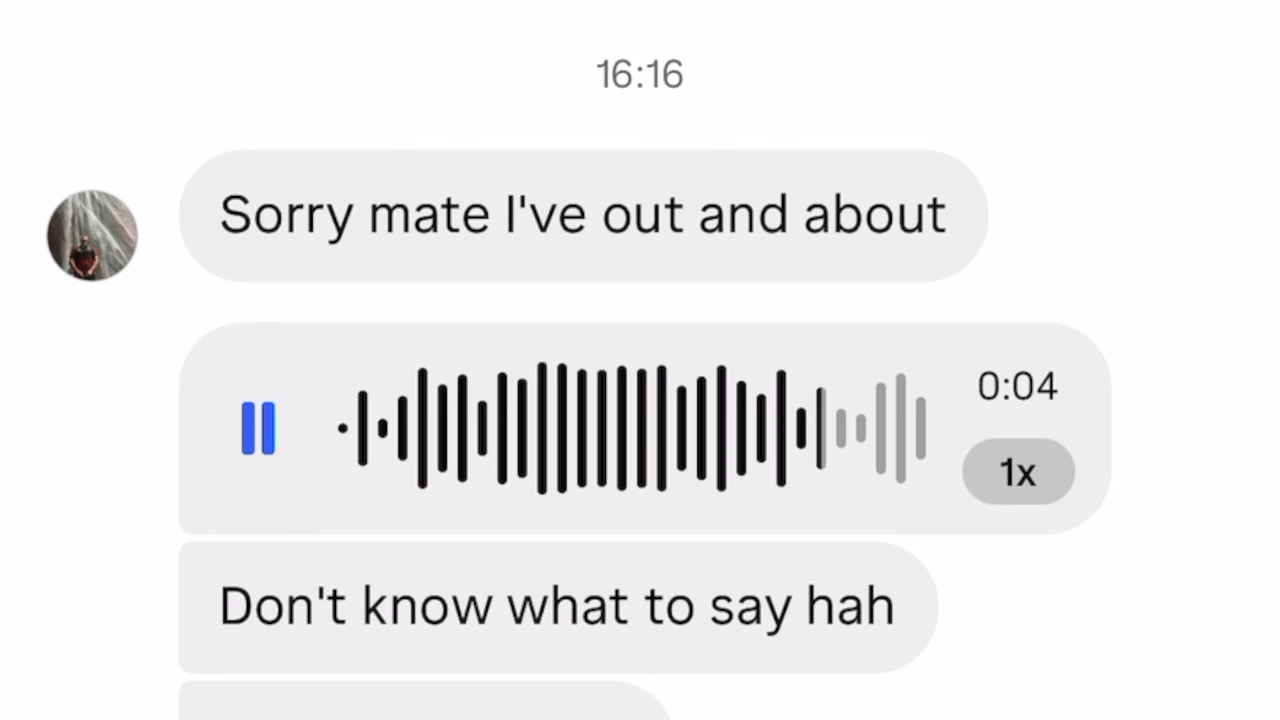 16:16
Sorry mate I've out and about
0:04
1x
Don't know what to say hah